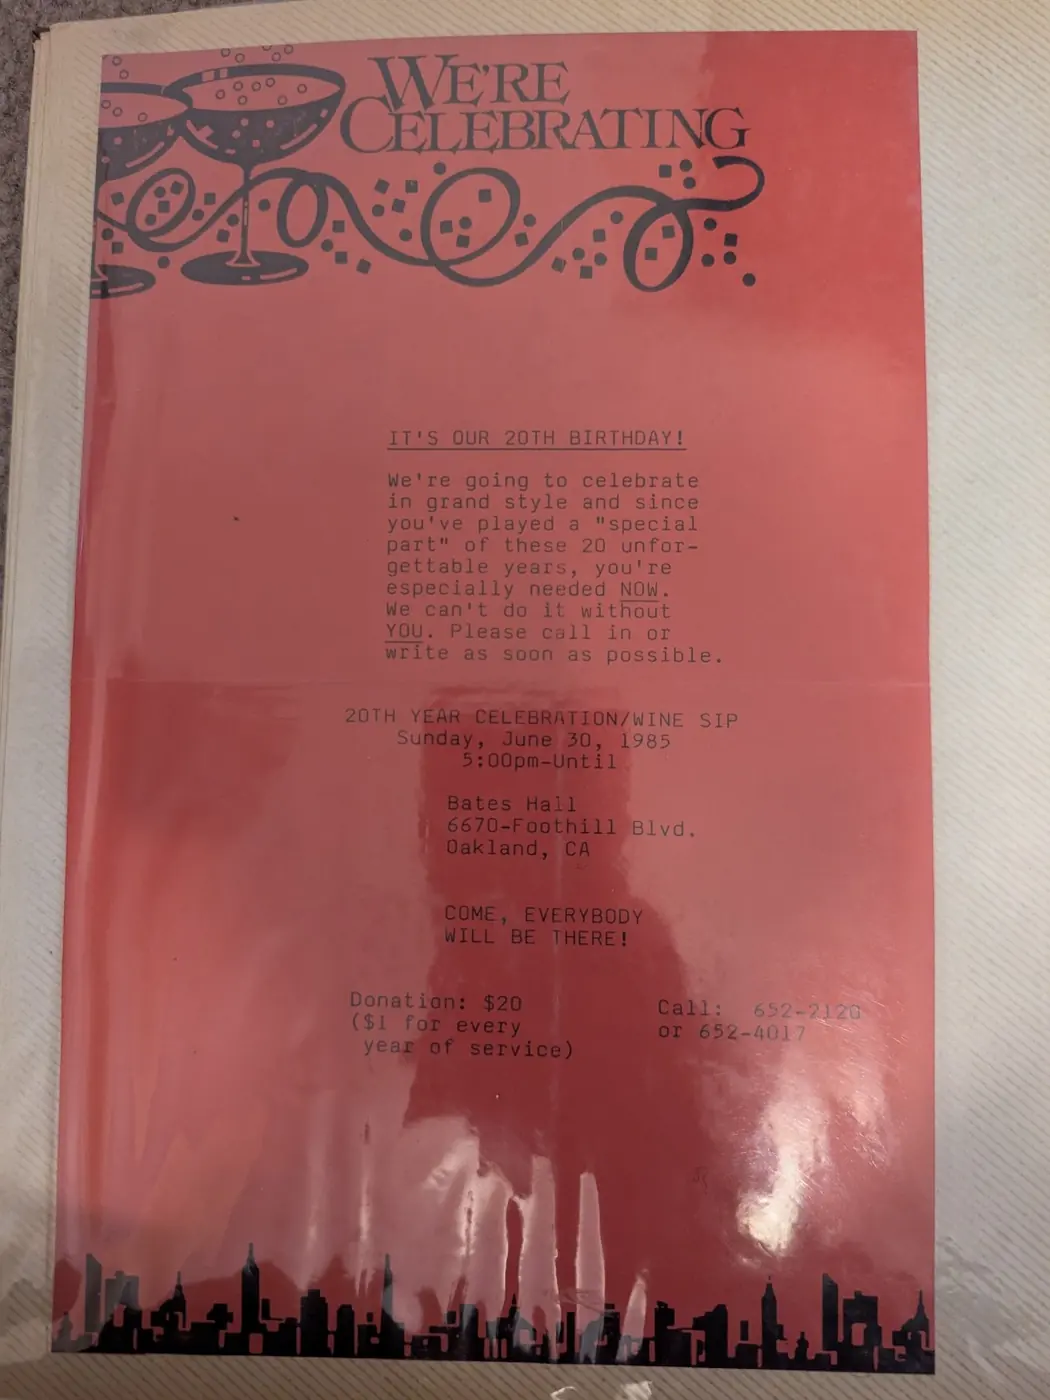 WE'RE
CELEBRATING
IT'S OUR 20TH BIRTHDAY!
We're going to celebrate
in grand style and since
you've played a "special
part" of these 20 unfor-
gettable years, you're
especially needed NOW.
We can't do it without
YOU. Please call in or
write as soon as possible.
20TH YEAR CELEBRATION/WINE SIP
Sunday, June 30, 1985
5:00pm-Until
Bates Hall
6670-Foothill Blvd.
Oakland, CA
COME, EVERYBODY
WILL BE THERE!
Donation: $20
($1 for every
year of service)
Call: 652-2120
or 652-4017